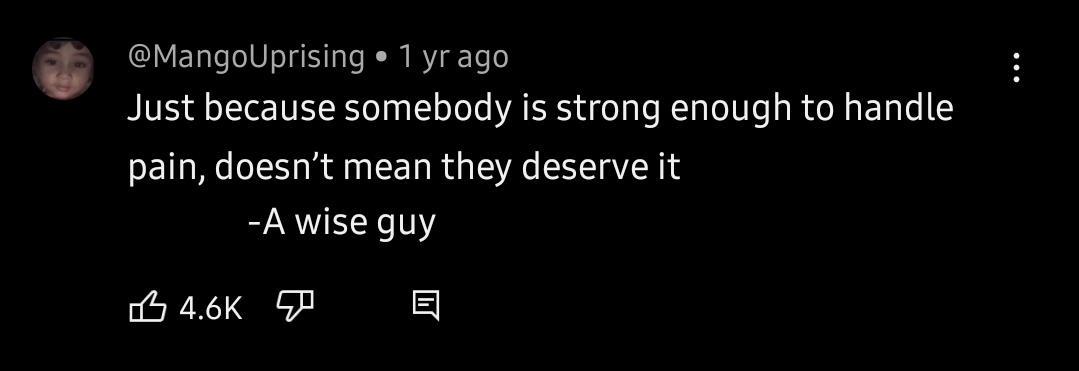 @MangoUprising • 1 yr ago
Just because somebody is strong enough to handle
pain, doesn’t mean they deserve it
-A wise guy
4.6K